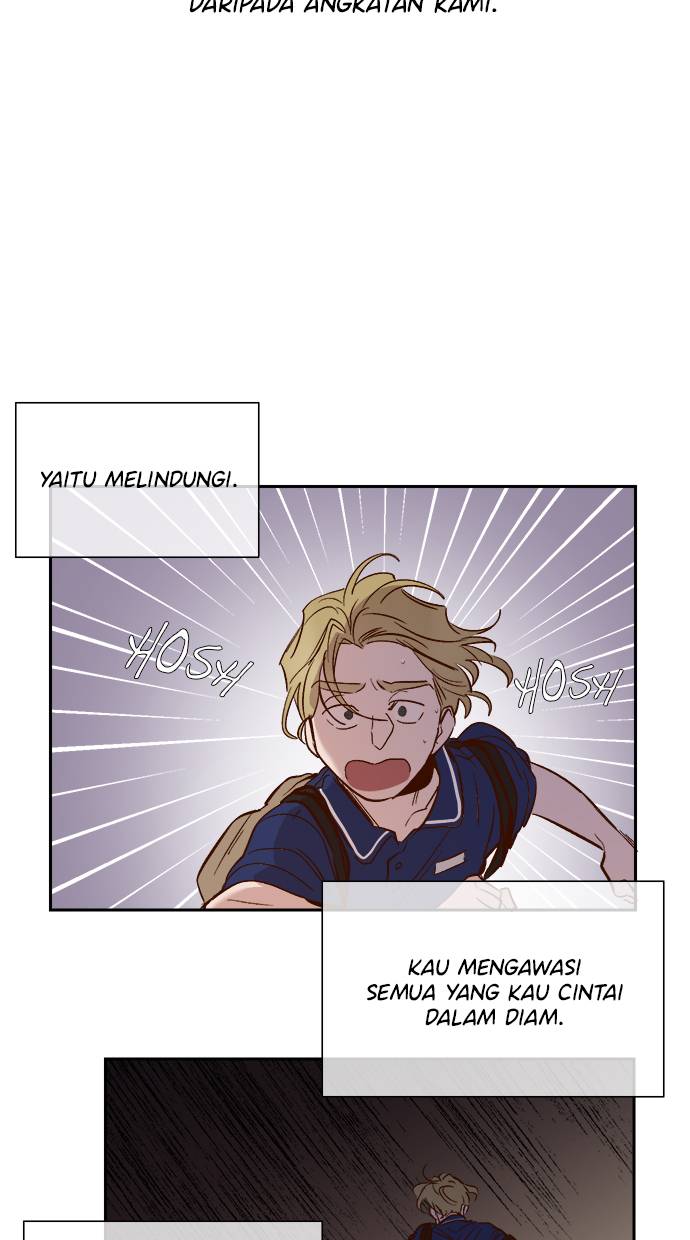 DARIPADA ANGKATAN KAMI.
YAITU MELINDUNGI.
HOSH
HOSH
KAU MENGAWASI
SEMUA YANG KAU CINTAI
DALAM DIAM.